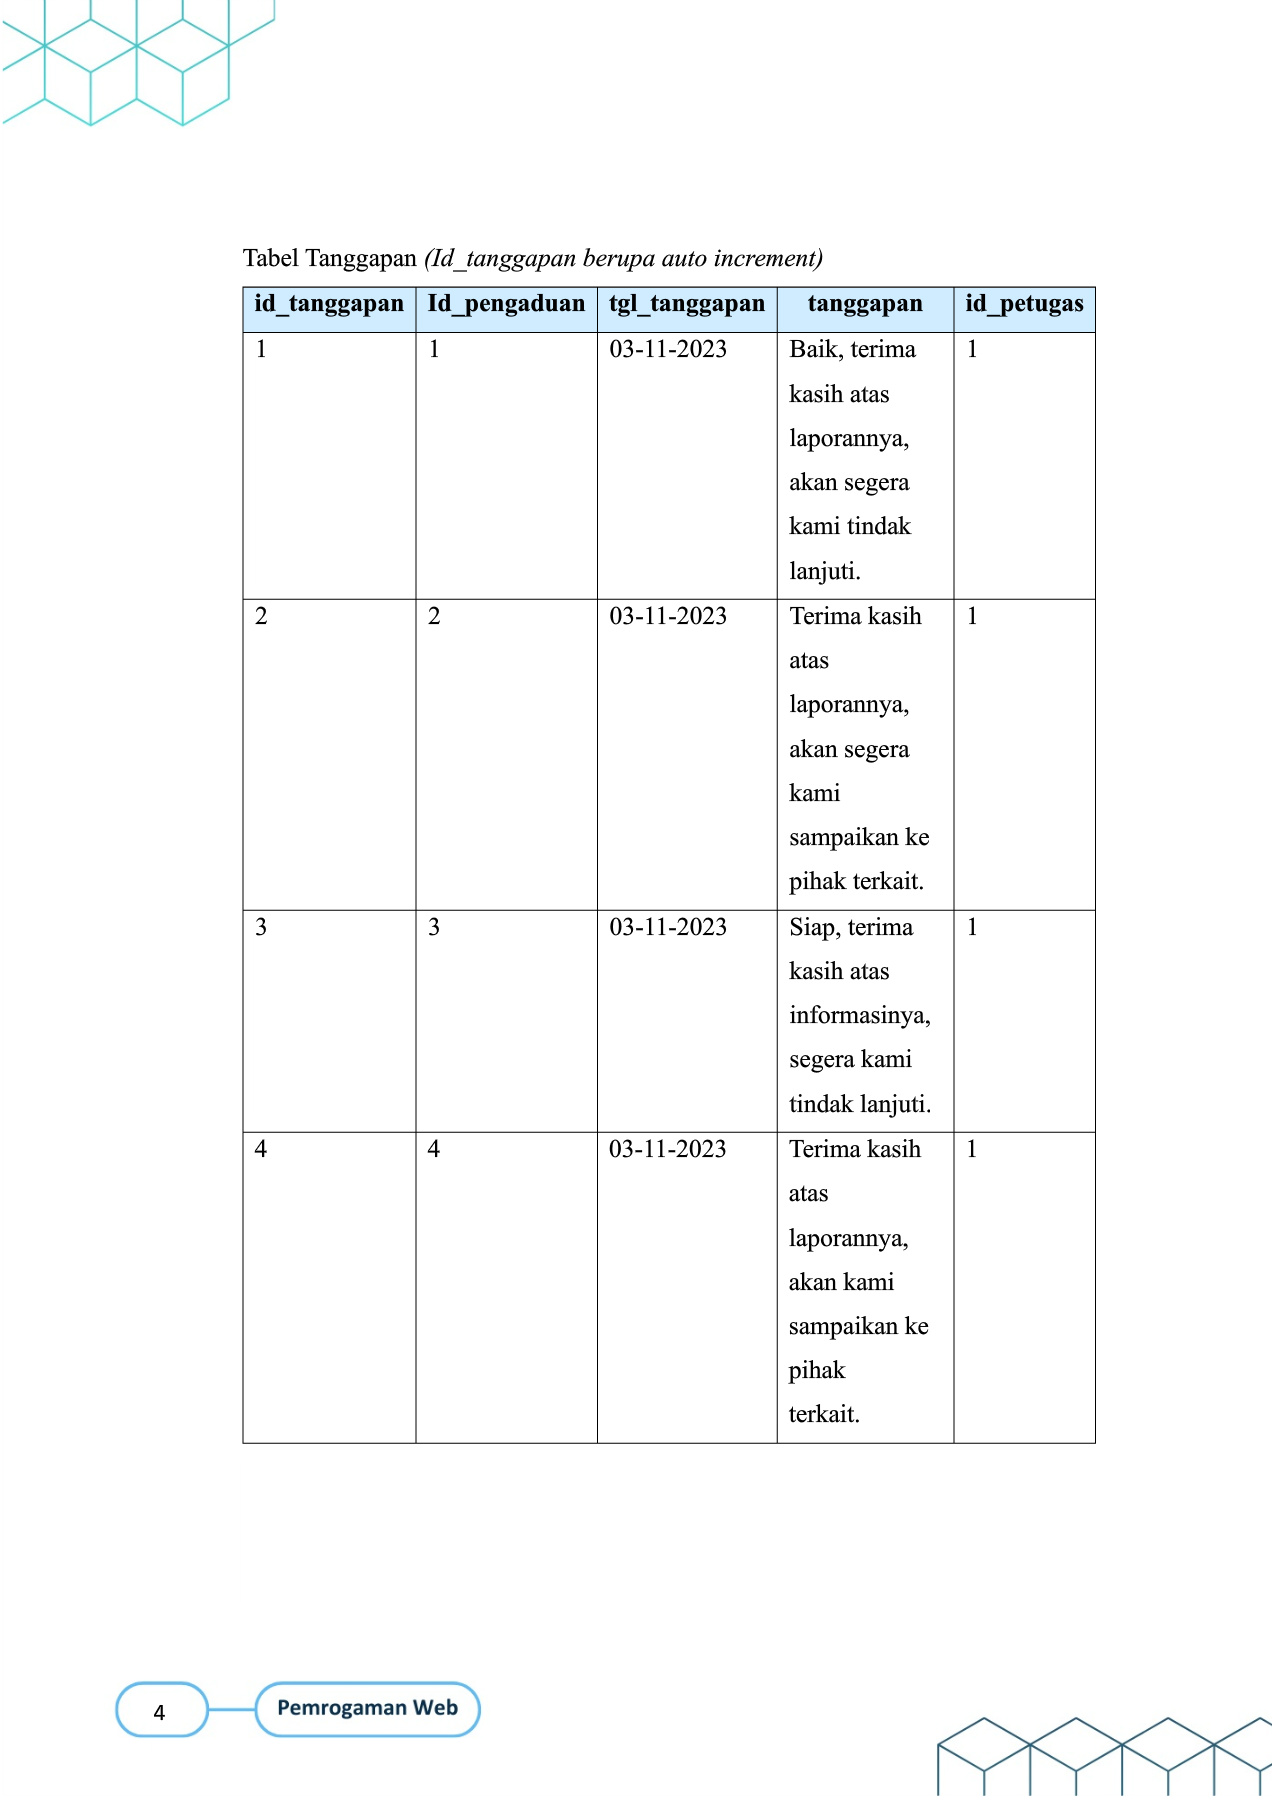 Tabel Tanggapan (Id_tanggapan berupa auto increment)
id_tanggapan Id_pengaduan tgl_tanggapan tanggapan id_petugas
1 1 03-11-2023 Baik, terima 1
kasih atas
laporannya,
akan segera
kami tindak
lanjuti.
2 2 03-11-2023 Terima kasih 1
atas
laporannya,
akan segera
kami
sampaikan ke
pihak terkait.
3 3 03-11-2023 Siap, terima 1
kasih atas
informasinya,
segera kami
tindak lanjuti.
4 4 03-11-2023 Terima kasih 1
atas
laporannya,
akan kami
sampaikan ke
pihak
terkait.
4 Pemrogaman Web